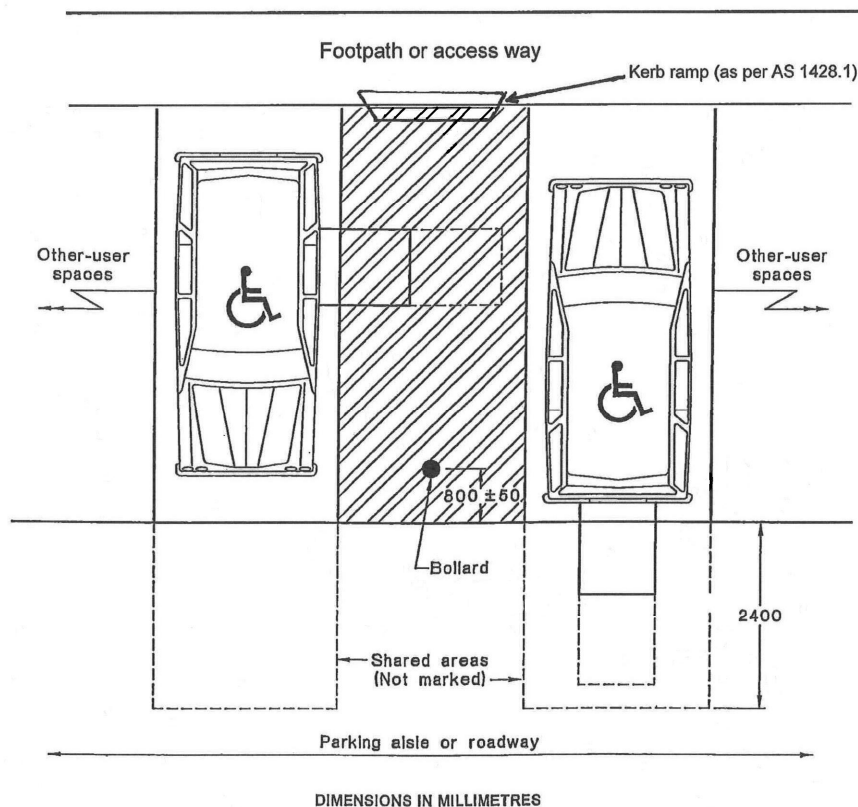 Footpath or access way
Kerb ramp (as per AS 1428.1)
Other-user
spaces
Other-user
spaces
800 ±50
Bollard
2400
Shared areas
(Not marked)
Parking aisle or roadway
DIMENSIONS IN MILLIMETRES